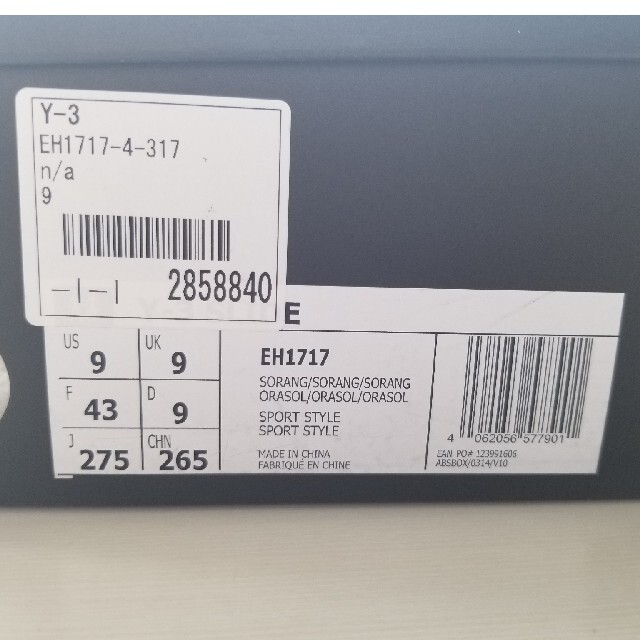 Y-3
EH1717-4-317
n/a
9
-|-| 2858840
E
US 9 UK 9
F 43 D 9
J 275 CHN 265
EH1717
SORANG/SORANG/SORANG
ORASOL/ORASOL/ORASOL
SPORT STYLE
SPORT STYLE
MADE IN CHINA
FABRIQUÉ EN CHINE
4 062056 577901
EAN PO# 123991606
ABSBOX/0314/V10